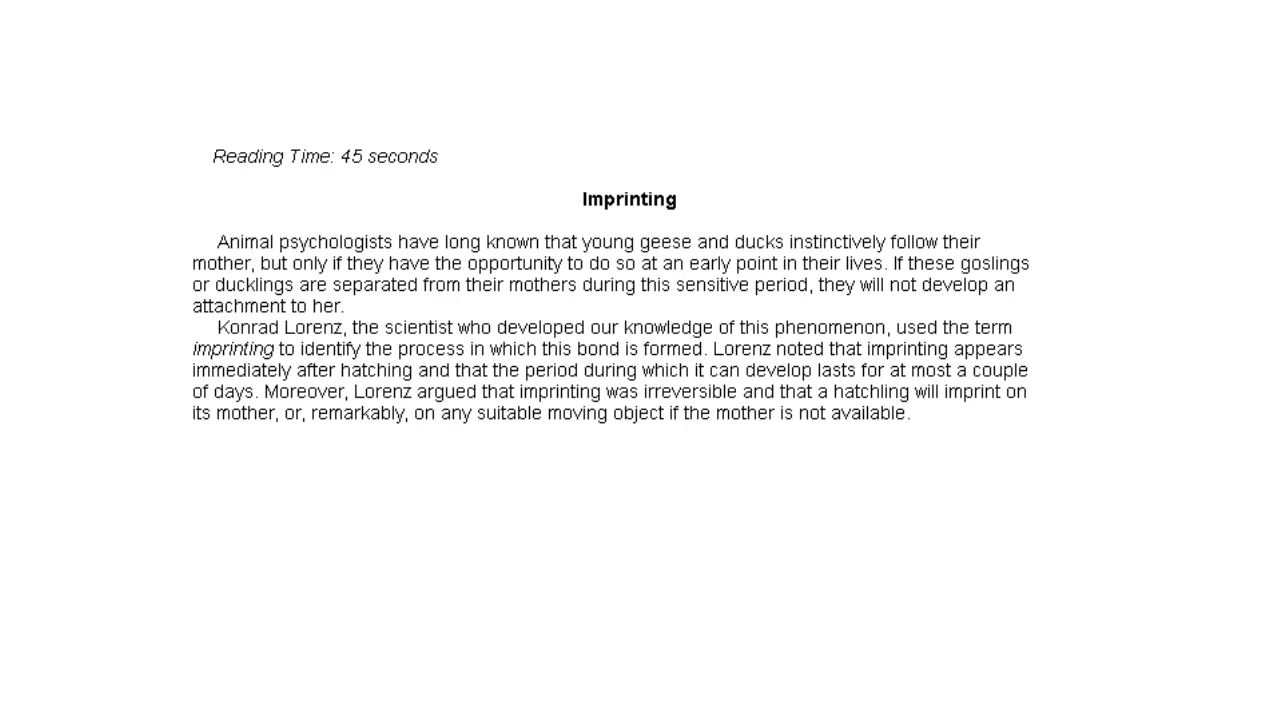 Reading Time: 45 seconds
Imprinting
Animal psychologists have long known that young geese and ducks instinctively follow their
mother, but only if they have the opportunity to do so at an early point in their lives. If these goslings
or ducklings are separated from their mothers during this sensitive period, they will not develop an
attachment to her.
Konrad Lorenz, the scientist who developed our knowledge of this phenomenon, used the term
imprinting to identify the process in which this bond is formed. Lorenz noted that imprinting appears
immediately after hatching and that the period during which it can develop lasts for at most a couple
of days. Moreover, Lorenz argued that imprinting was irreversible and that a hatchling will imprint on
its mother, or, remarkably, on any suitable moving object if the mother is not available.